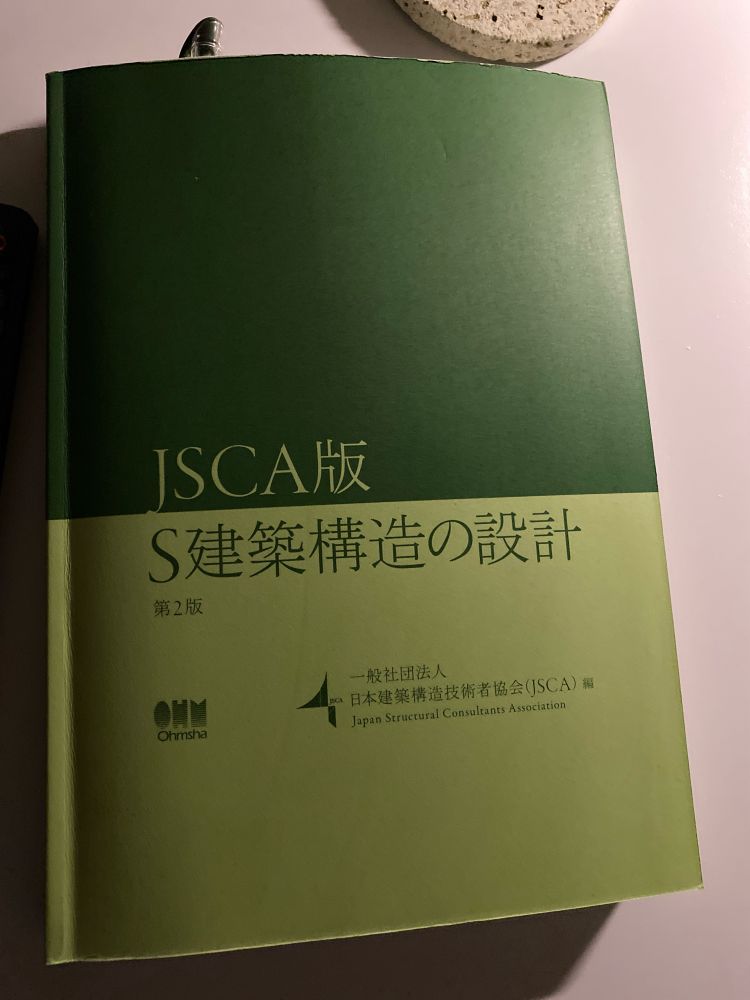 JSCA版
S建築構造の設計
第2版
一般社団法人
日本建築構造技術者協会(JSCA) 編
Japan Structural Consultants Association
JSCA
OHM
Ohmsha